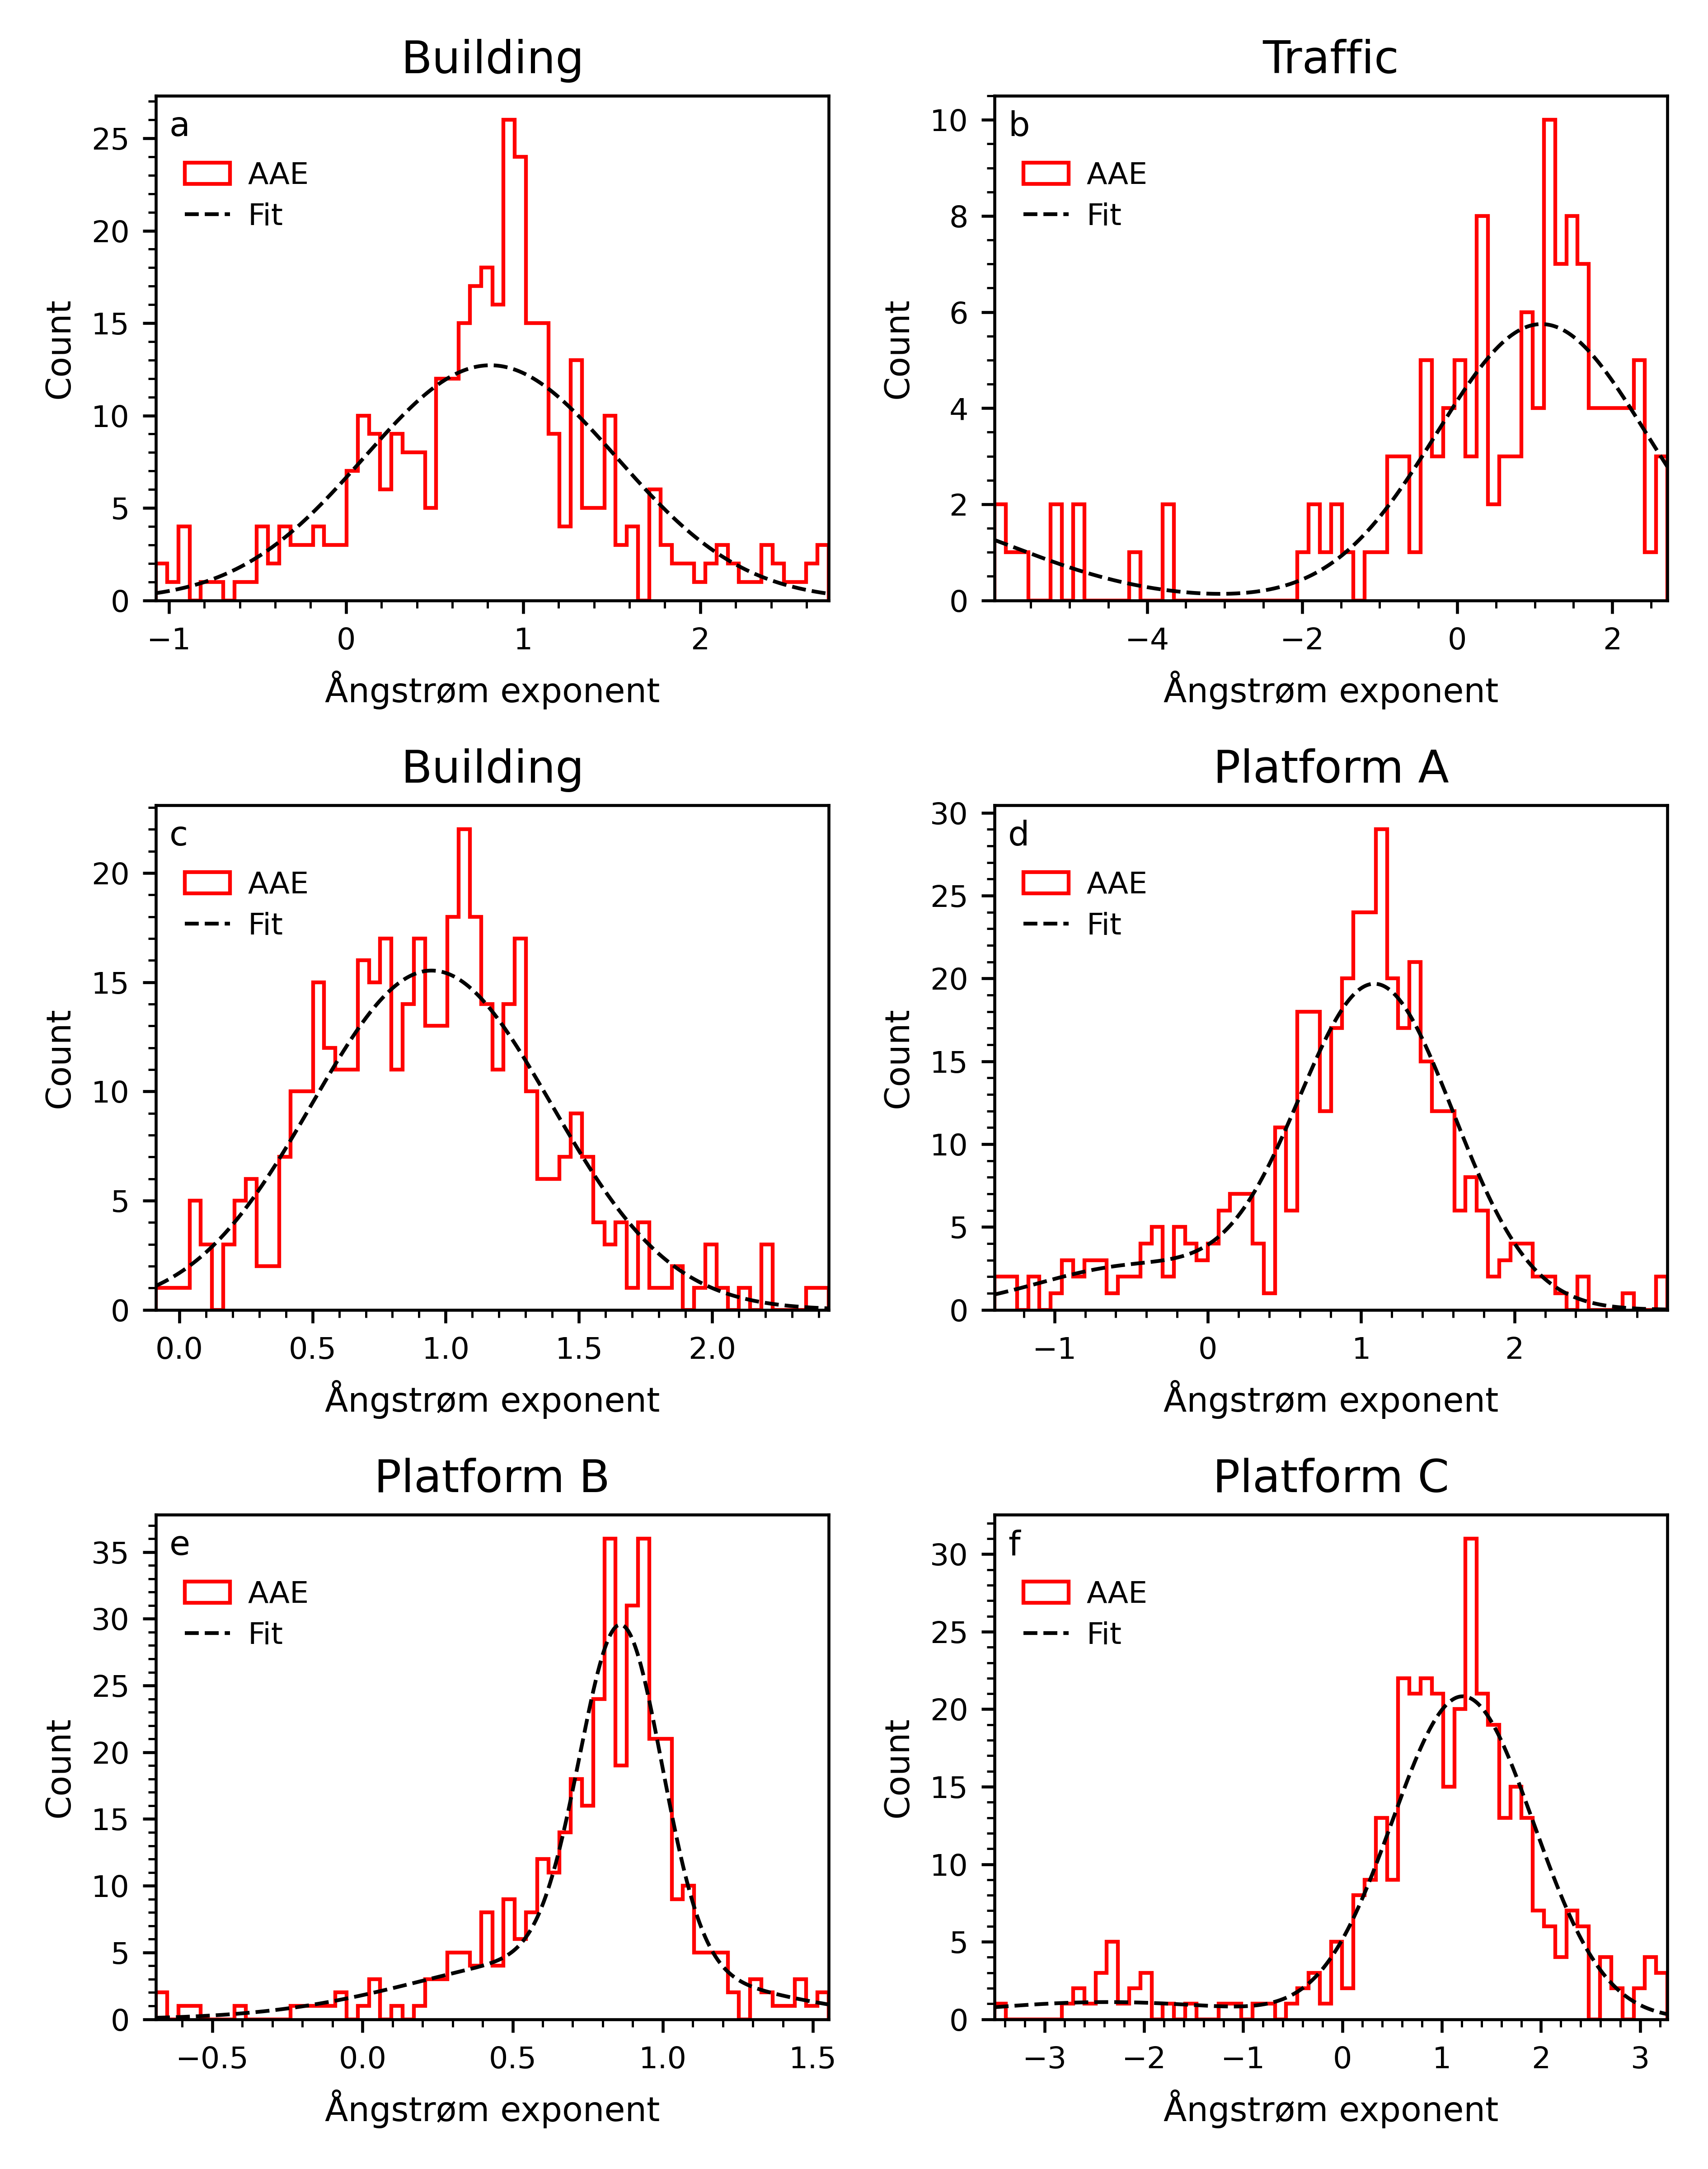 Building
a
AAE
Fit
25
20
15
10
5
0
Count
−1 0 1 2
Ångstrøm exponent
Traffic
b
AAE
Fit
10
8
6
4
2
0
Count
−4 −2 0 2
Ångstrøm exponent
Building
c
AAE
Fit
20
15
10
5
0
Count
0.0 0.5 1.0 1.5 2.0
Ångstrøm exponent
Platform A
d
AAE
Fit
30
25
20
15
10
5
0
Count
−1 0 1 2
Ångstrøm exponent
Platform B
e
AAE
Fit
35
30
25
20
15
10
5
0
Count
−0.5 0.0 0.5 1.0 1.5
Ångstrøm exponent
Platform C
f
AAE
Fit
30
25
20
15
10
5
0
Count
−3 −2 −1 0 1 2 3
Ångstrøm exponent